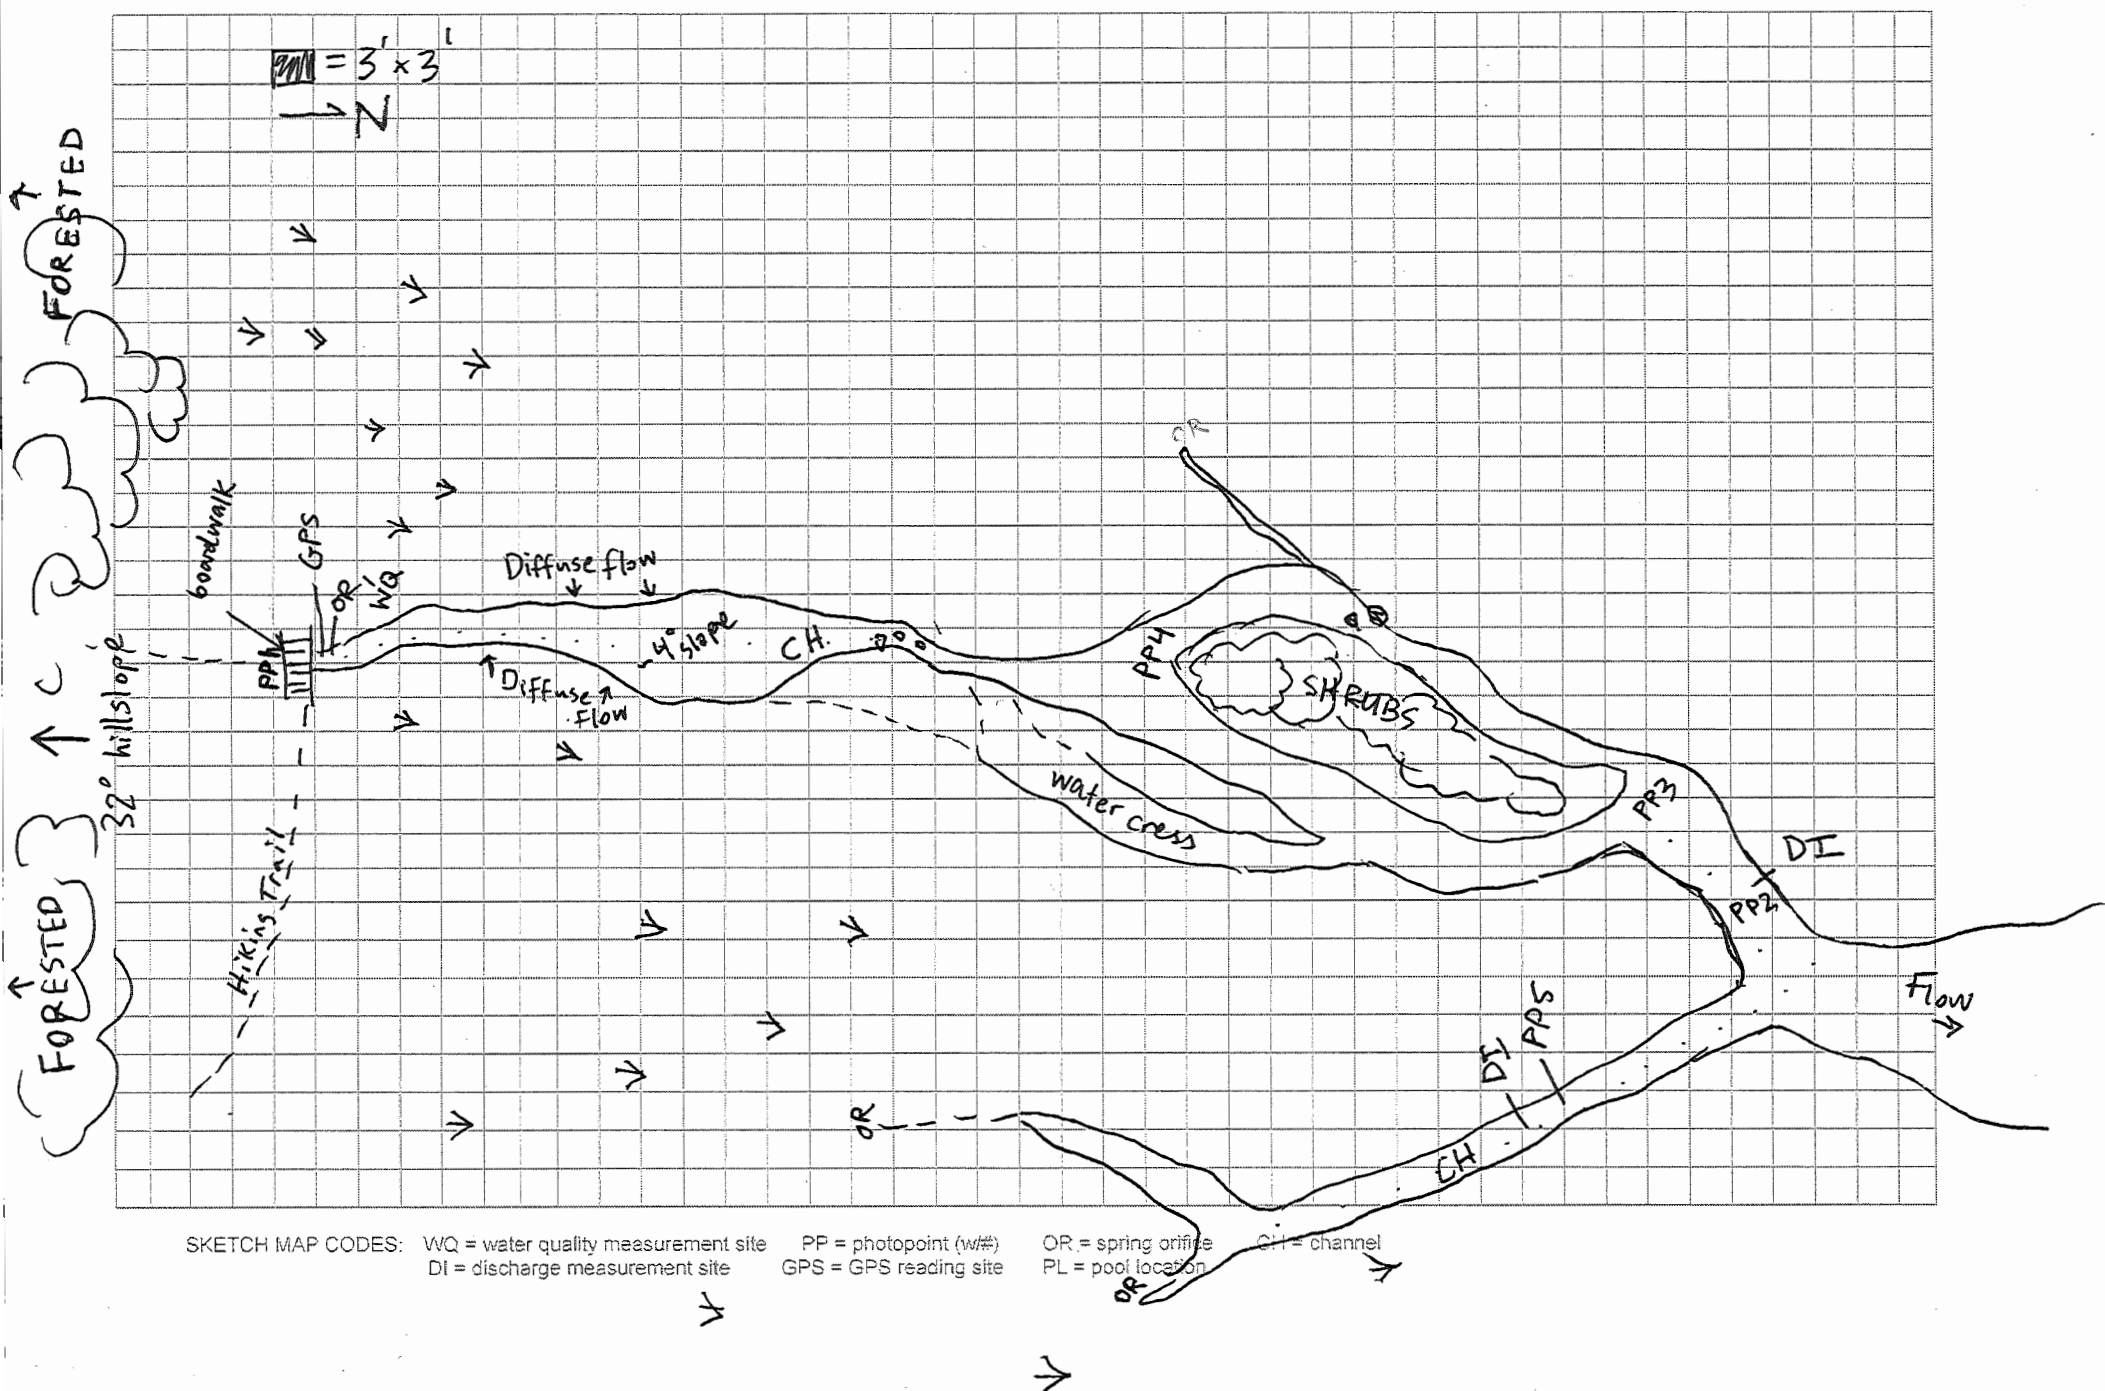 = 3' x 3'
N
FORESTED
boardwalk
GPS
OR
WQ
Diffuse flow
OR
PP1
~4° slope
CH.
Diffuse
flow
PP4
SHRUBS
32° hillslope
water cress
PP3
DI
PP2
Hiking Trail
FORESTED
Flow
DI
PP5
OR
CH
SKETCH MAP CODES: WQ = water quality measurement site PP = photopoint (w/#) OR = spring orifice CH = channel
DI = discharge measurement site GPS = GPS reading site PL = pool location
OR